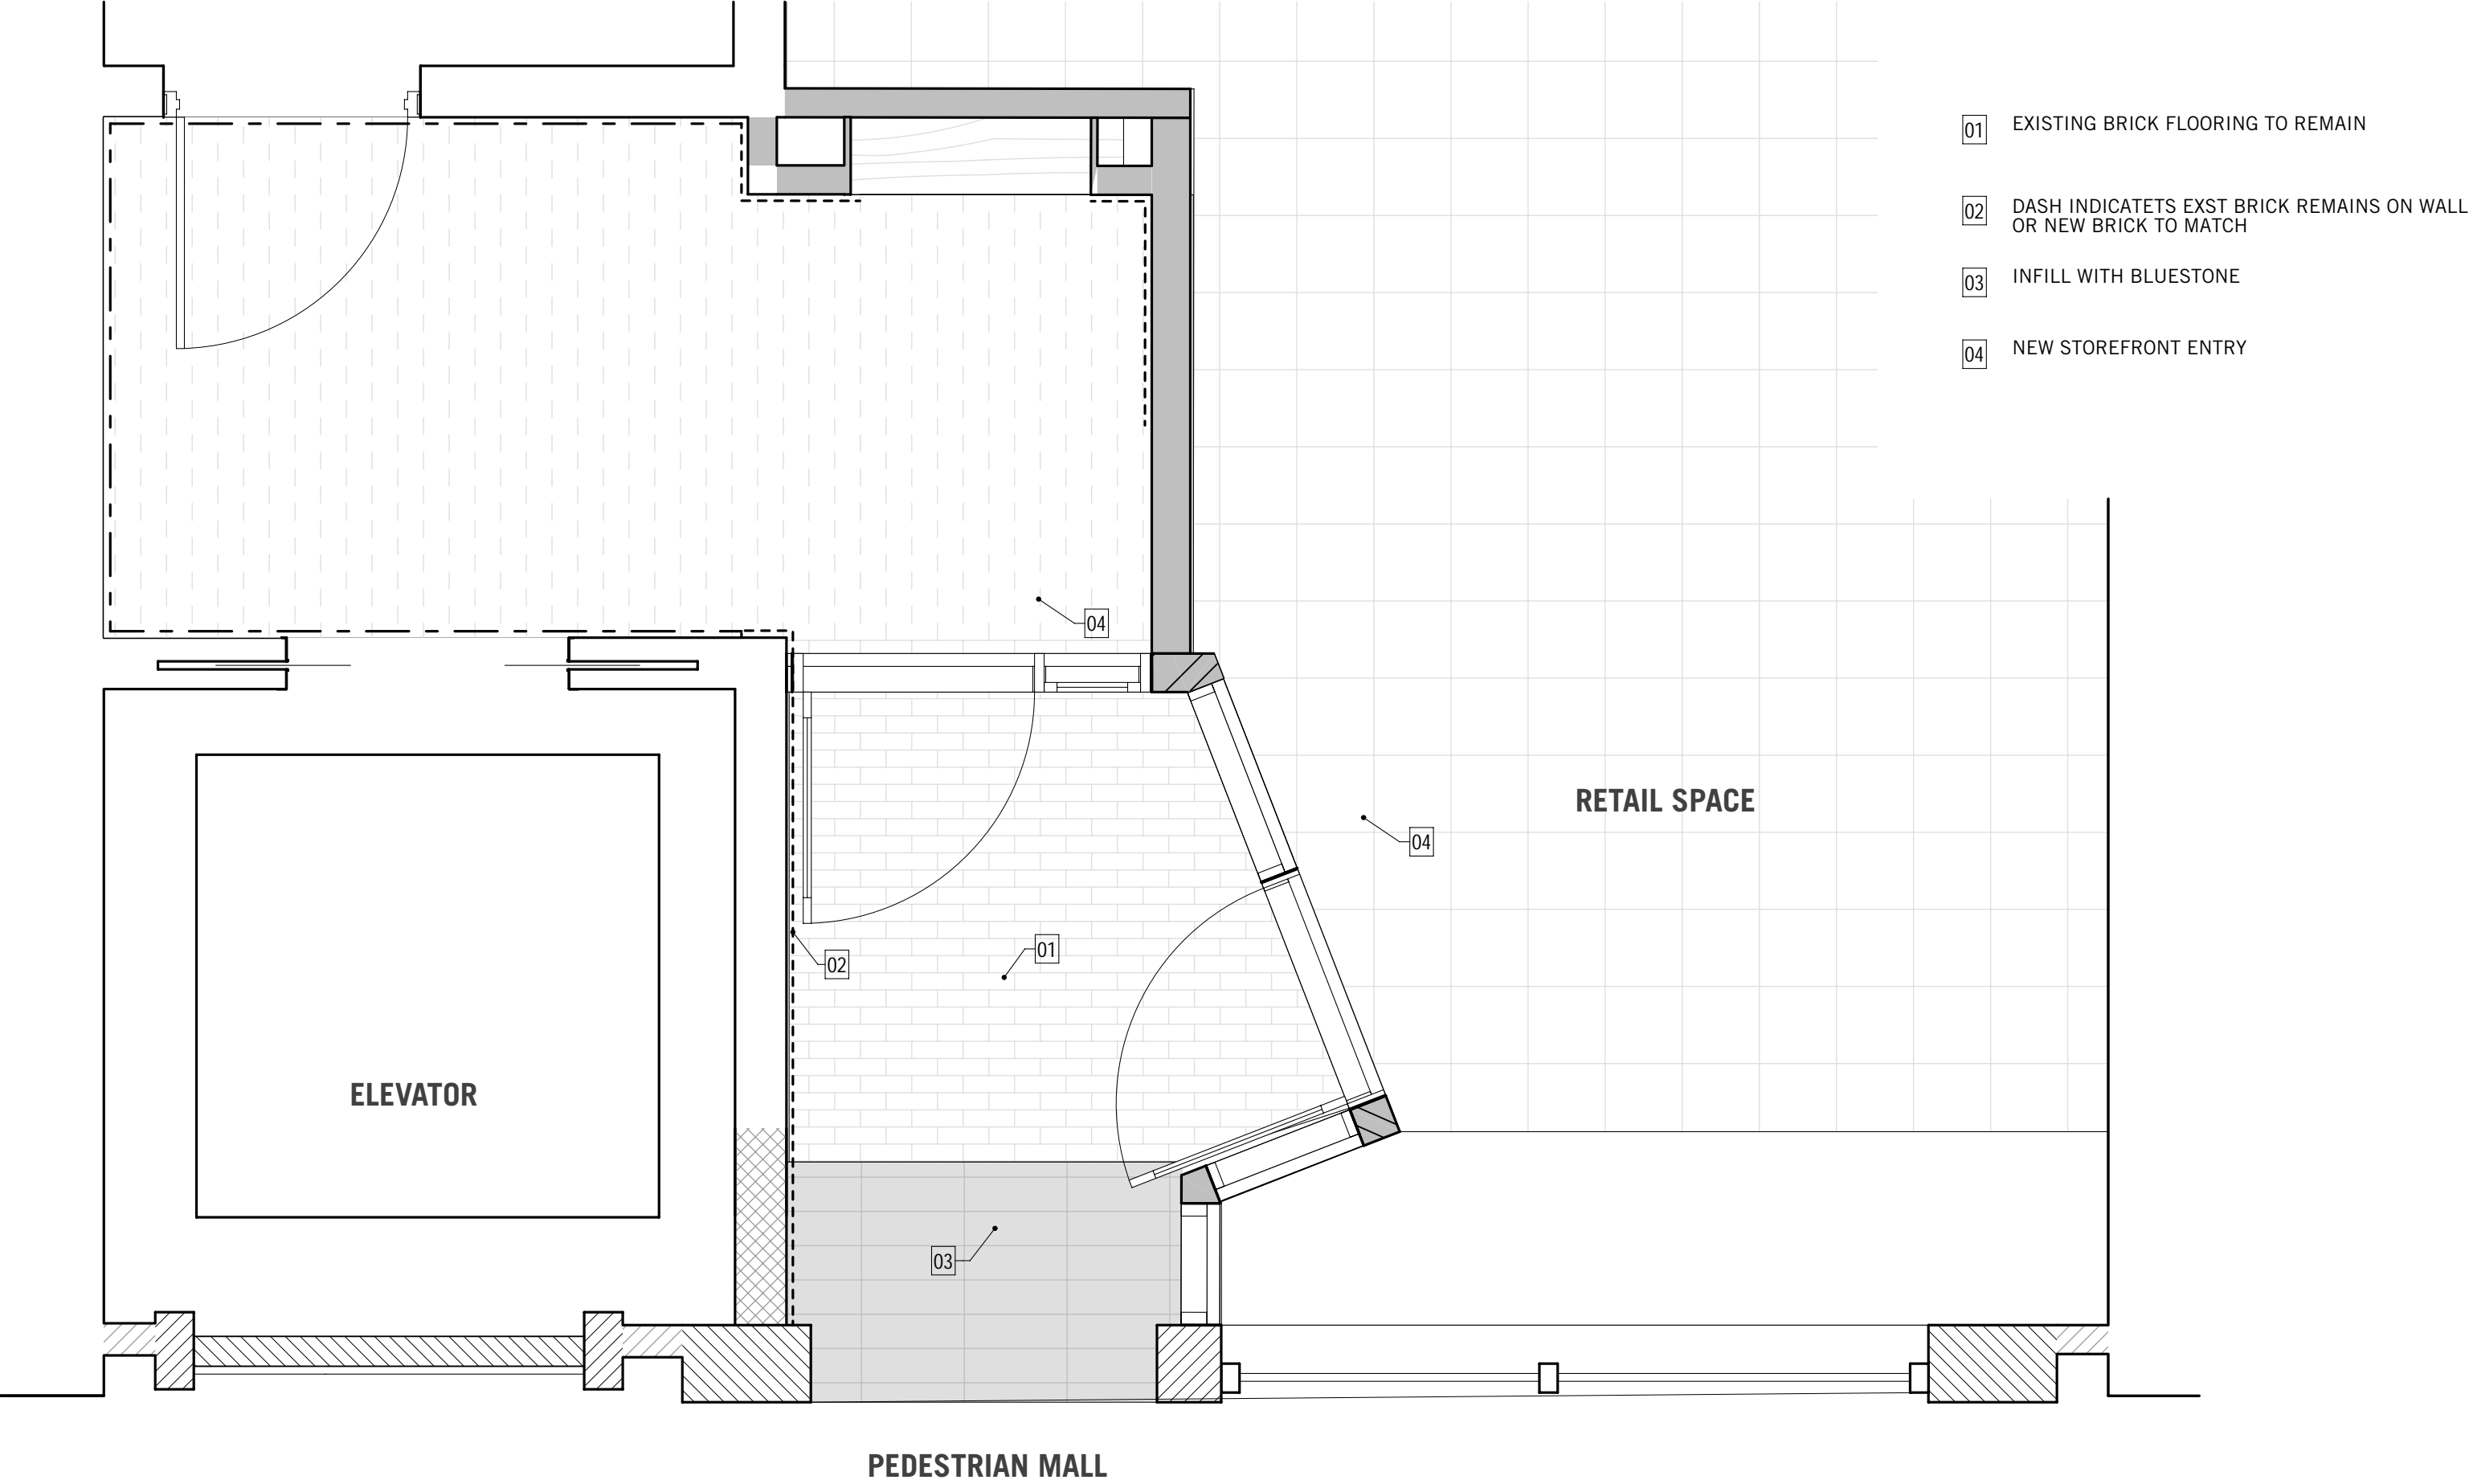 01 EXISTING BRICK FLOORING TO REMAIN
02 DASH INDICATETS EXST BRICK REMAINS ON WALL
OR NEW BRICK TO MATCH
03 INFILL WITH BLUESTONE
04 NEW STOREFRONT ENTRY
04
RETAIL SPACE
04
01
02
ELEVATOR
03
PEDESTRIAN MALL